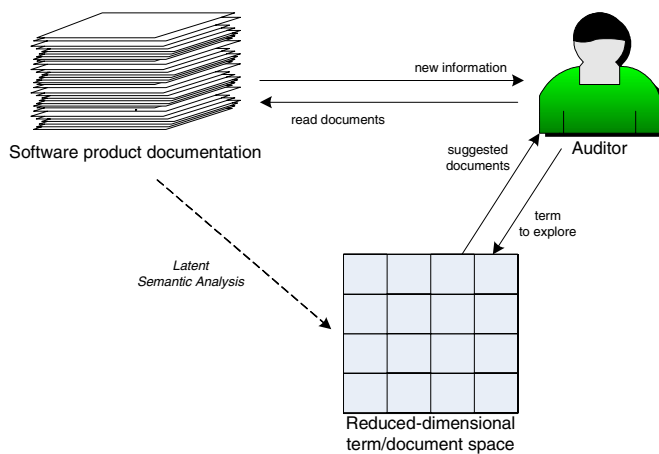 new information
read documents
Software product documentation
Auditor
suggested
documents
term
to explore
Latent
Semantic Analysis
Reduced-dimensional
term/document space